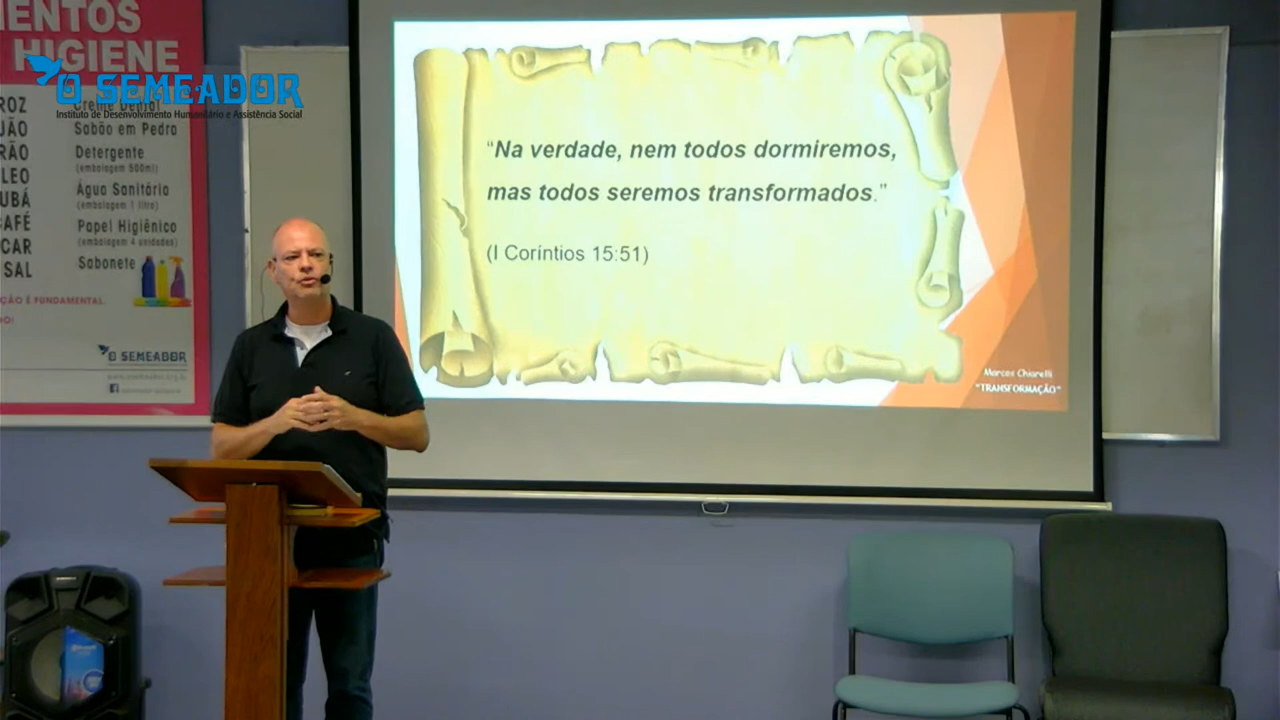 ENTOS
HIGIENE
O SEMEADOR
Instituto de Desenvolvimento Humanitário e Assistência Social
ROZ
JÃO
RÃO
LEO
UBÁ
CAFÉ
CAR
SAL
Creme Dental
Sabão em Pedra
Detergente
(embalagem 500ml)
Água Sanitária
(embalagem 1 litro)
Papel Higiênico
(embalagem 4 unidades)
Sabonete
ÇÃO É FUNDAMENTAL
O SEMEADOR
“Na verdade, nem todos dormiremos,
mas todos seremos transformados.”
(I Coríntios 15:51)
Marcos Chiarelli
"TRANSFORMAÇÃO"